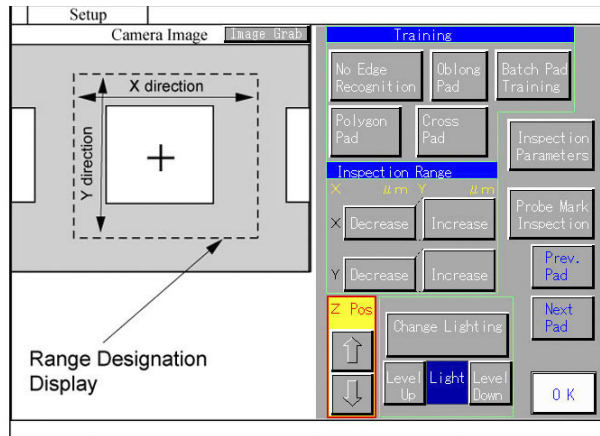 Setup
Camera Image
Image Grab
X direction
Y direction
Range Designation
Display
Training
No Edge
Recognition
Oblong
Pad
Batch Pad
Training
Polygon
Pad
Cross
Pad
Inspection
Parameters
Inspection Range
X μm Y μm
X Decrease Increase
Y Decrease Increase
Probe Mark
Inspection
Prev.
Pad
Next
Pad
Z Pos
Change Lighting
Level
Up
Light
Level
Down
OK